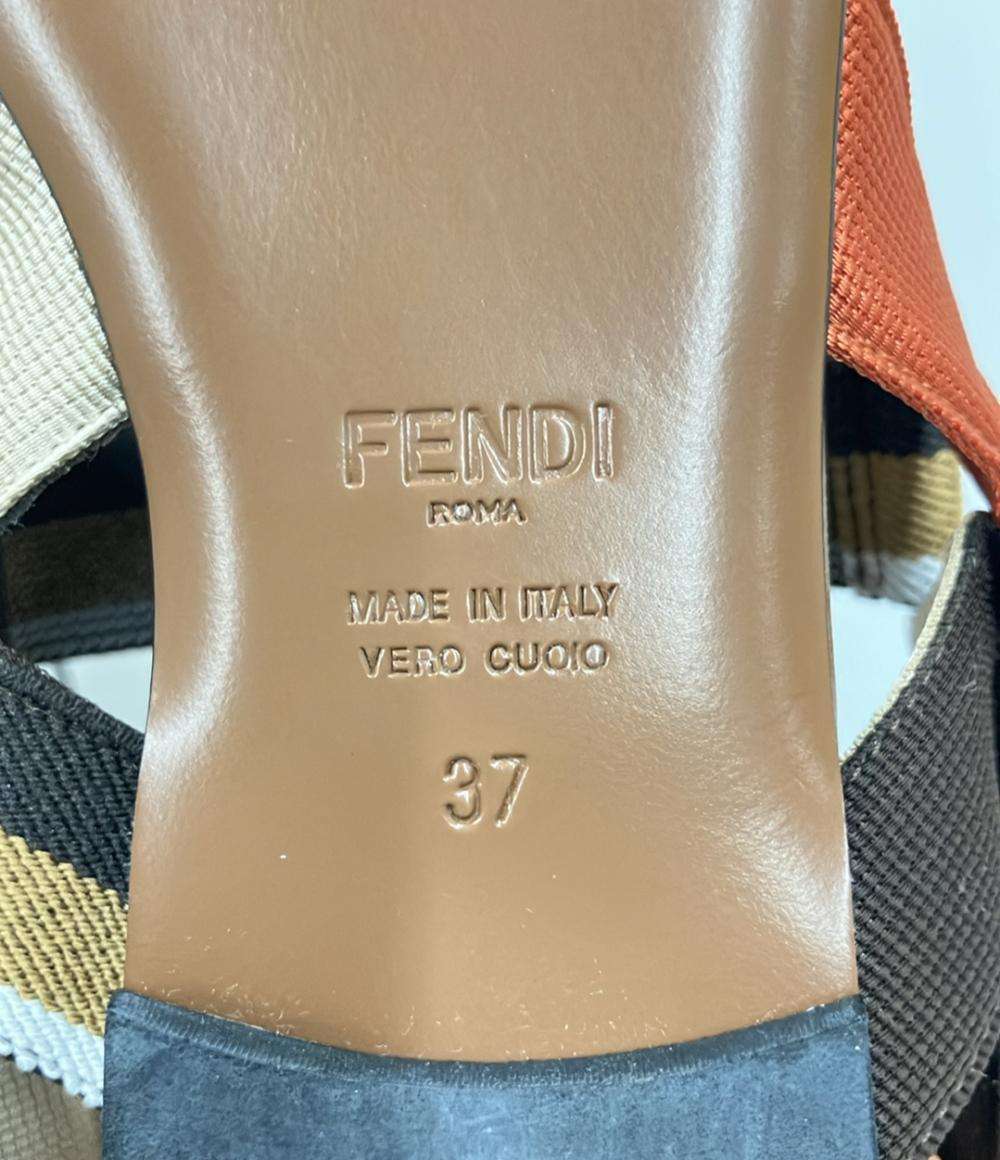 FENDI
ROMA
MADE IN ITALY
VERO CUOIO
37